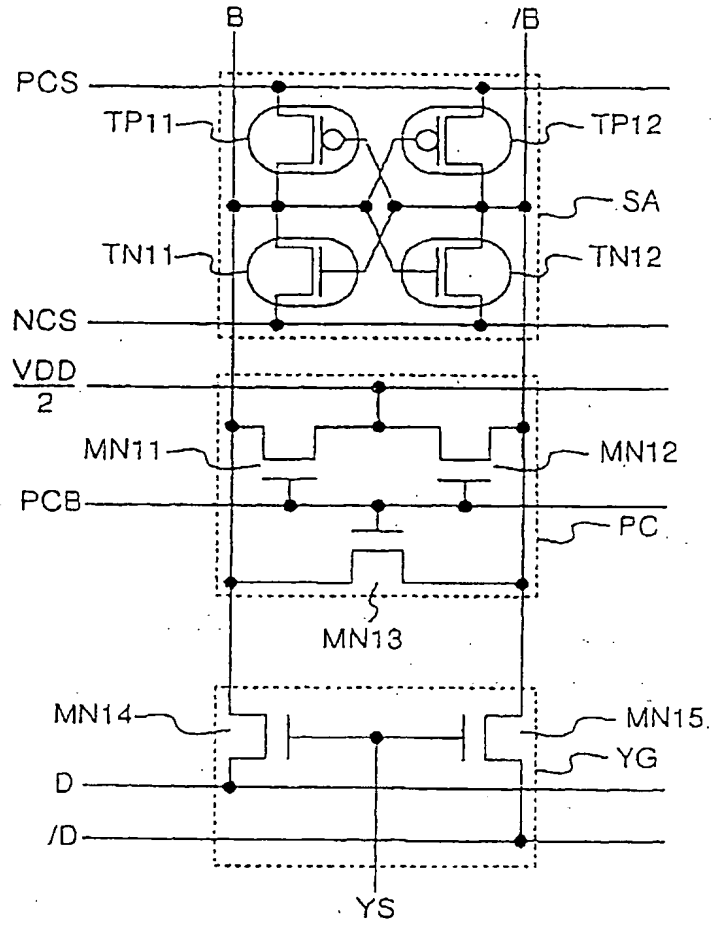 B /B
PCS
TP11 TP12
SA
TN11 TN12
NCS
VDD
2
MN11 MN12
PCB
PC
MN13
MN14 MN15
YG
D
/D
YS